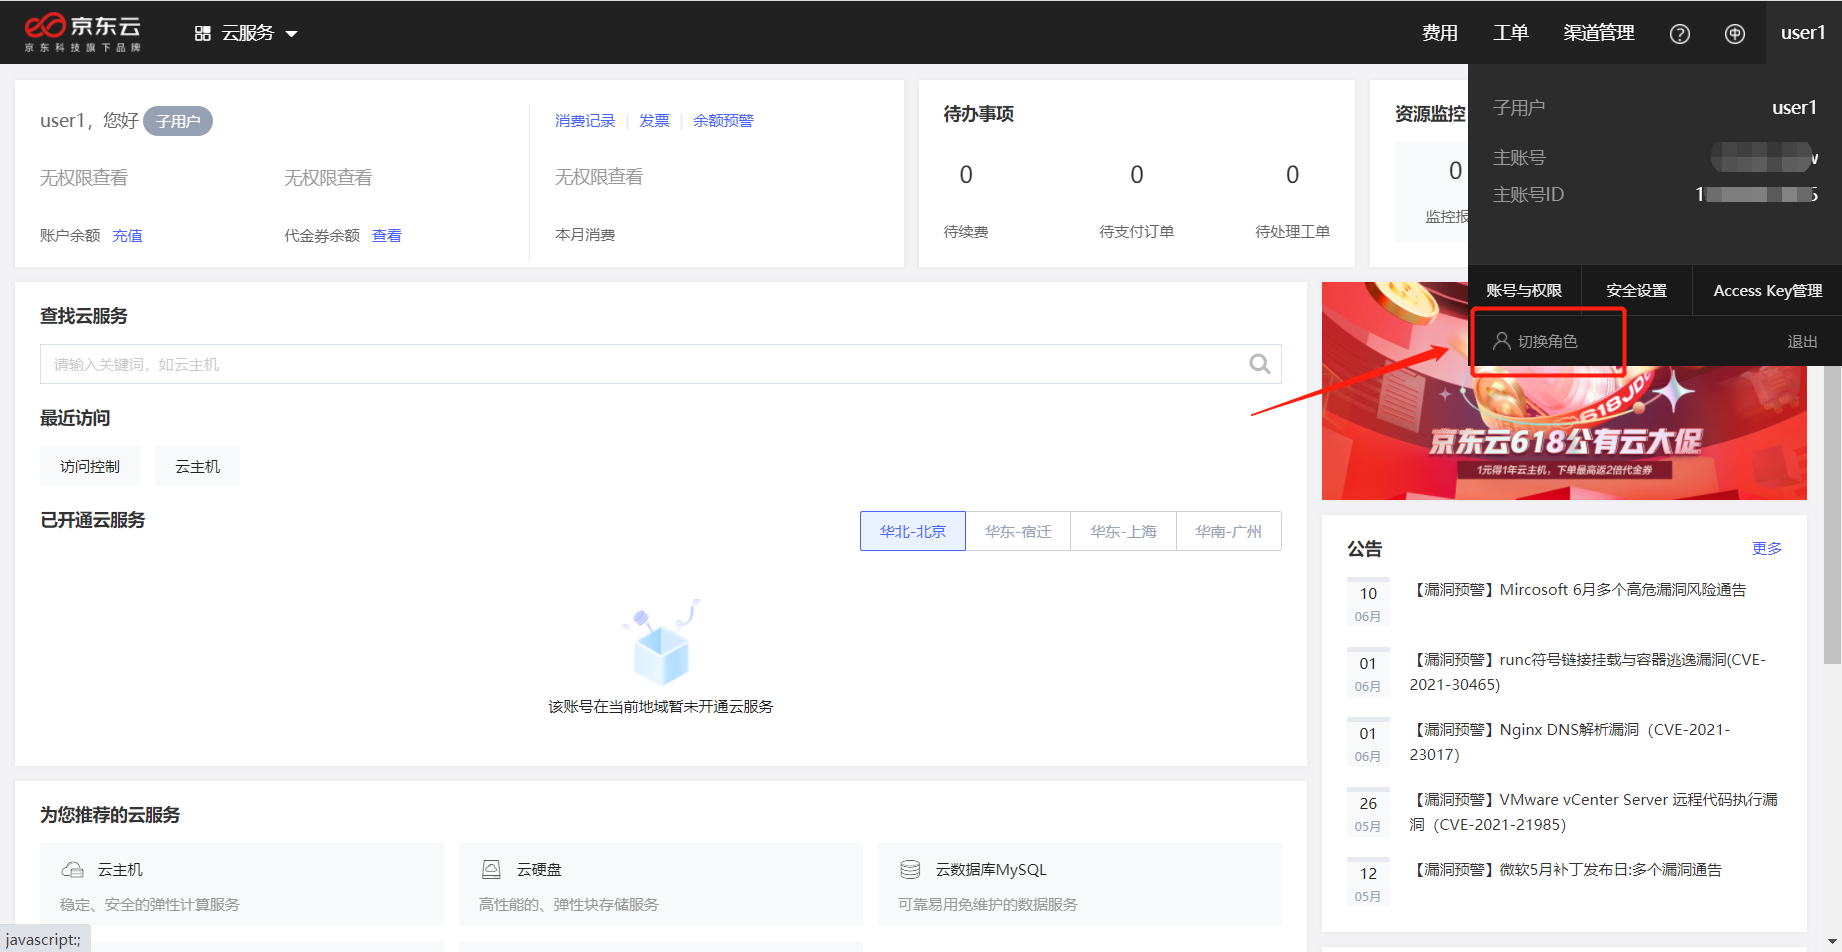 京东云
京东科技旗下品牌
云服务
费用
工单
渠道管理
?
中
user1
user1，您好
子用户
无权限查看
无权限查看
账户余额 充值
代金券余额 查看
消费记录 | 发票 | 余额预警
无权限查看
本月消费
待办事项
0
0
0
待续费
待支付订单
待处理工单
资源监控
0
监控报
子用户
user1
主账号
主账号ID
账号与权限
安全设置
Access Key管理
切换角色
退出
查找云服务
请输入关键词，如云主机
最近访问
访问控制
云主机
已开通云服务
华北-北京
华东-宿迁
华东-上海
华南-广州
该账号在当前地域暂未开通云服务
618JD
京东云618公有云大促
1元得1年云主机，下单最高返2倍代金券
公告
更多
10
06月
【漏洞预警】Mircosoft 6月多个高危漏洞风险通告
01
06月
【漏洞预警】runc符号链接挂载与容器逃逸漏洞(CVE-
2021-30465)
01
06月
【漏洞预警】Nginx DNS解析漏洞（CVE-2021-
23017)
26
05月
【漏洞预警】VMware vCenter Server 远程代码执行漏
洞（CVE-2021-21985)
12
05月
【漏洞预警】微软5月补丁发布日:多个漏洞通告
为您推荐的云服务
云主机
稳定、安全的弹性计算服务
云硬盘
高性能的、弹性块存储服务
云数据库MySQL
可靠易用免维护的数据服务
javascript:;